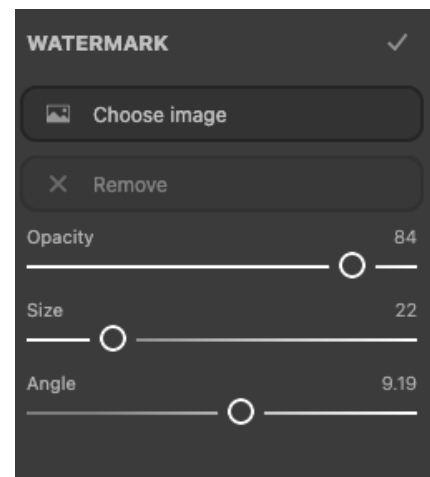 WATERMARK
Choose image
Remove
Opacity 84
Size 22
Angle 9.19